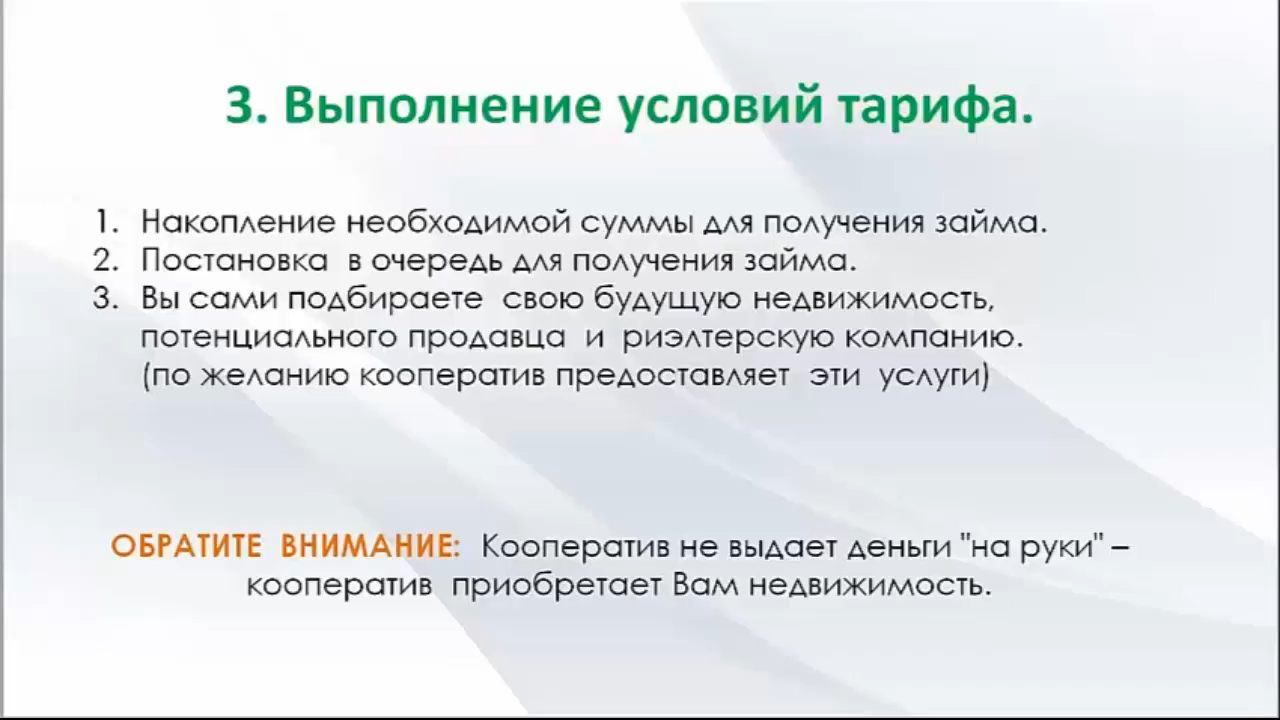 3. Выполнение условий тарифа.
1. Накопление необходимой суммы для получения займа.
2. Постановка в очередь для получения займа.
3. Вы сами подбираете свою будущую недвижимость,
потенциального продавца и риэлтерскую компанию.
(по желанию кооператив предоставляет эти услуги)
ОБРАТИТЕ ВНИМАНИЕ: Кооператив не выдает деньги "на руки" –
кооператив приобретает Вам недвижимость.